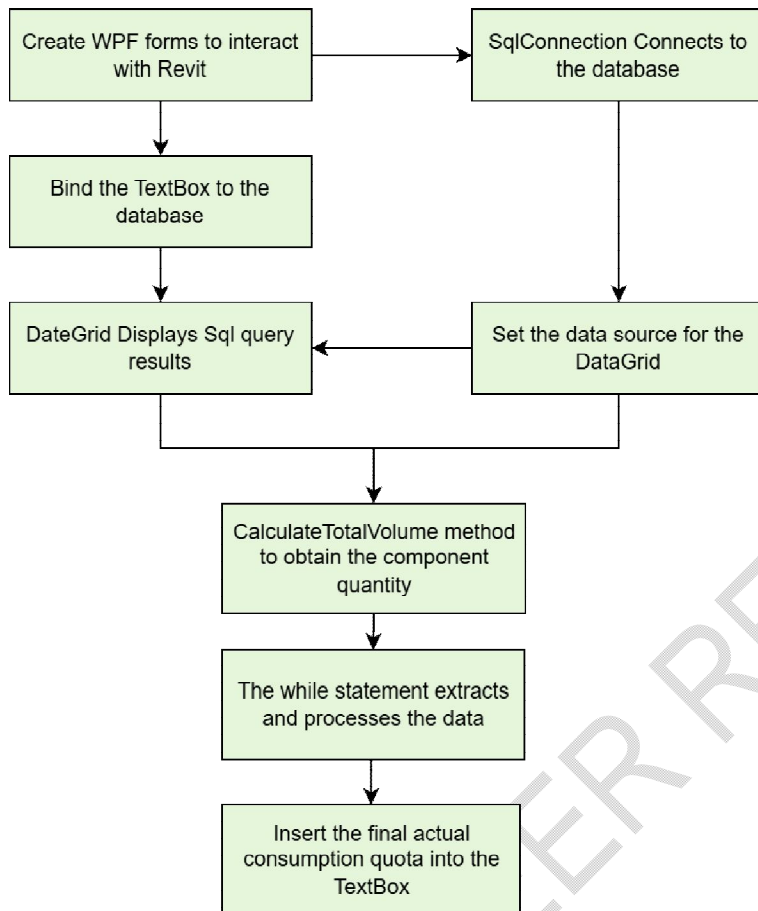 Create WPF forms to interact
with Revit
SqlConnection Connects to
the database
Bind the TextBox to the
database
DateGrid Displays Sql query
results
Set the data source for the
DataGrid
CalculateTotalVolume method
to obtain the component
quantity
The while statement extracts
and processes the data
Insert the final actual
consumption quota into the
TextBox
ER RE